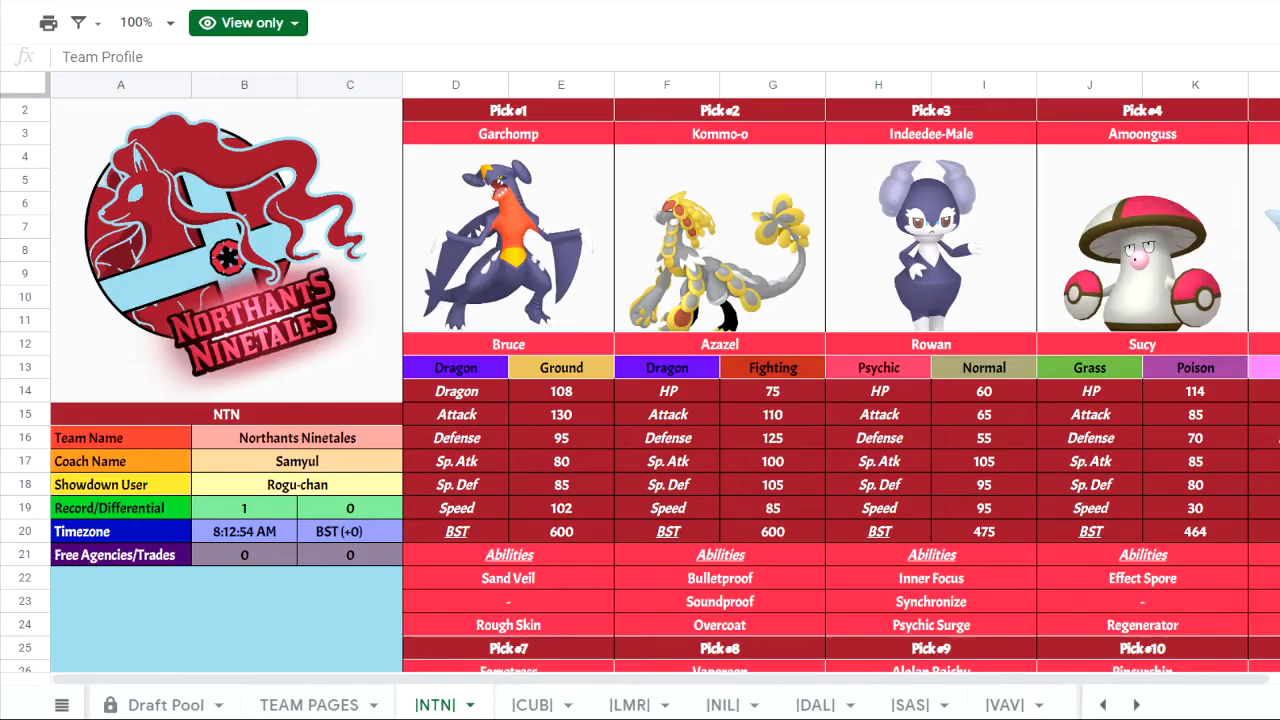 100% View only
fx Team Profile
A B C D E F G H I J K
2 Pick #1 Pick #2 Pick #3 Pick #4
3 Garchomp Kommo-o Indeedee-Male Amoonguss
4
5
6
7
8
9
10
11
NORTHANTS
NINETALES
12 Bruce Azazel Rowan Sucy
13 Dragon Ground Dragon Fighting Psychic Normal Grass Poison
14 Dragon 108 HP 75 HP 60 HP 114
15 NTN Attack 130 Attack 110 Attack 65 Attack 85
16 Team Name Northants Ninetales Defense 95 Defense 125 Defense 55 Defense 70
17 Coach Name Samyul Sp. Atk 80 Sp. Atk 100 Sp. Atk 105 Sp. Atk 85
18 Showdown User Rogu-chan Sp. Def 85 Sp. Def 105 Sp. Def 95 Sp. Def 80
19 Record/Differential 1 0 Speed 102 Speed 85 Speed 95 Speed 30
20 Timezone 8:12:54 AM BST (+0) BST 600 BST 600 BST 475 BST 464
21 Free Agencies/Trades 0 0 Abilities Abilities Abilities Abilities
22 Sand Veil Bulletproof Inner Focus Effect Spore
23 - Soundproof Synchronize -
24 Rough Skin Overcoat Psychic Surge Regenerator
25 Pick #7 Pick #8 Pick #9 Pick #10
26 Vaporeon Alolan Raichu Pincurchin
Draft Pool TEAM PAGES |NTN| |CUB| |LMR| |NIL| |DAL| |SAS| |VAV|